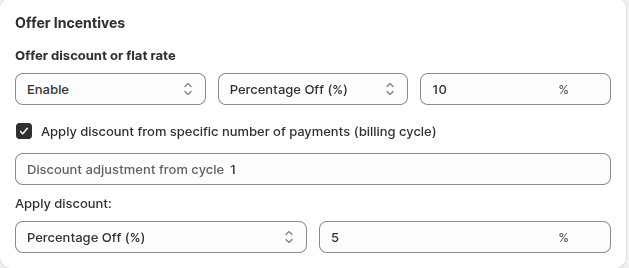 Offer Incentives
Offer discount or flat rate
Enable Percentage Off (%) 10 %
Apply discount from specific number of payments (billing cycle)
Discount adjustment from cycle 1
Apply discount:
Percentage Off (%) 5 %